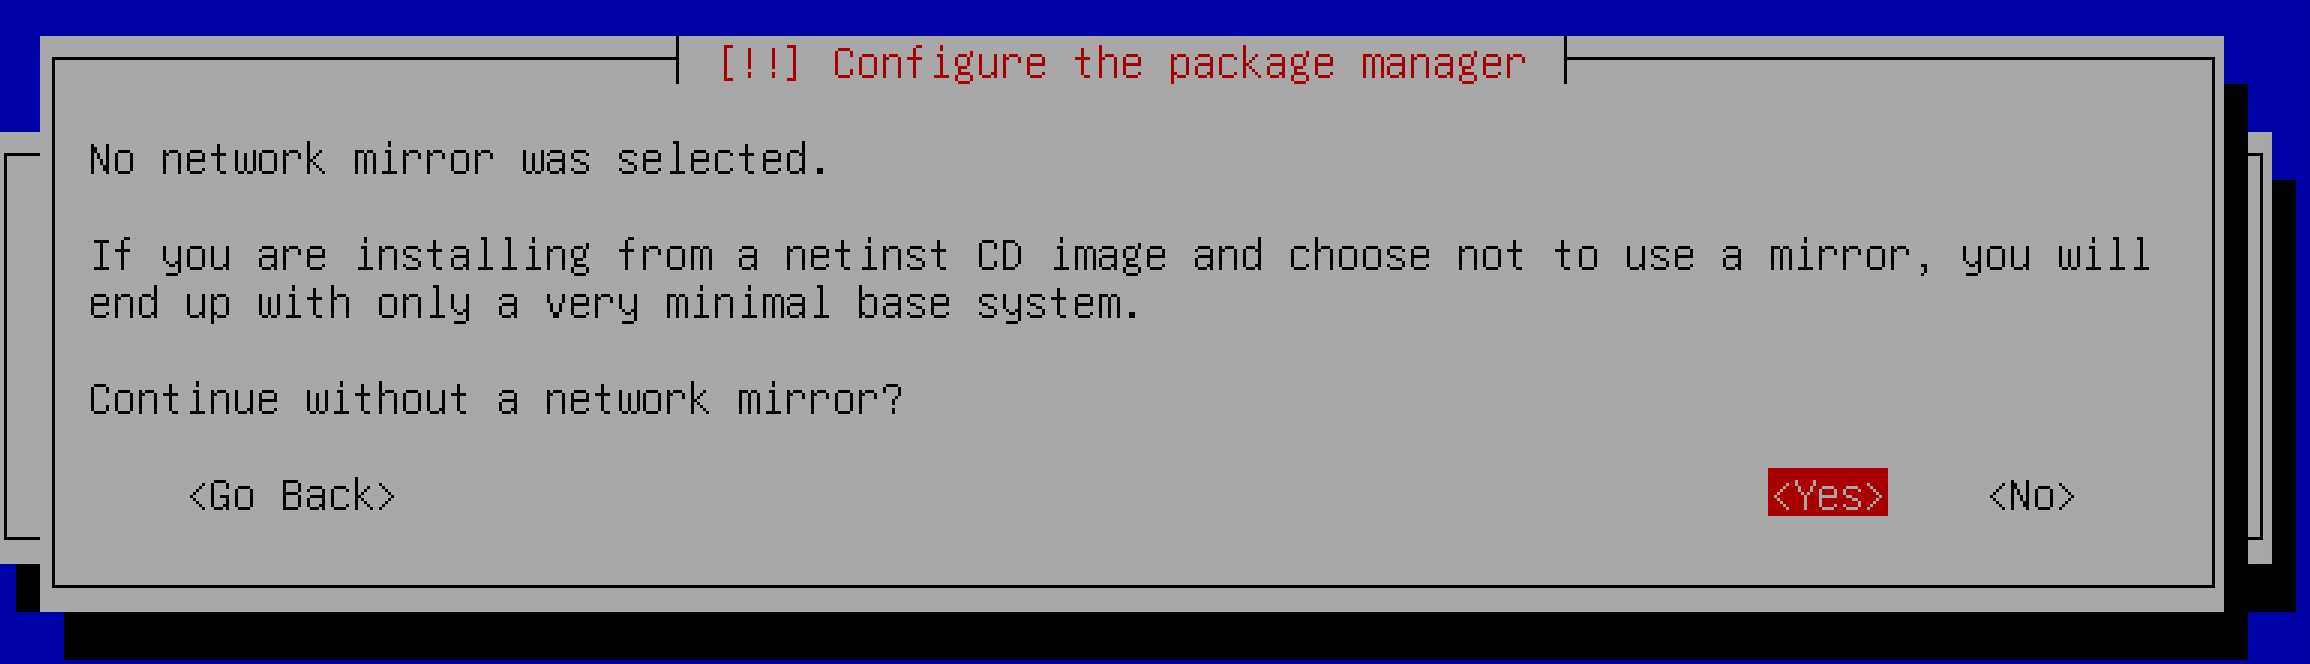 [!!] Configure the package manager
No network mirror was selected.
If you are installing from a netinst CD image and choose not to use a mirror, you will
end up with only a very minimal base system.
Continue without a network mirror?
<Go Back> <Yes> <No>